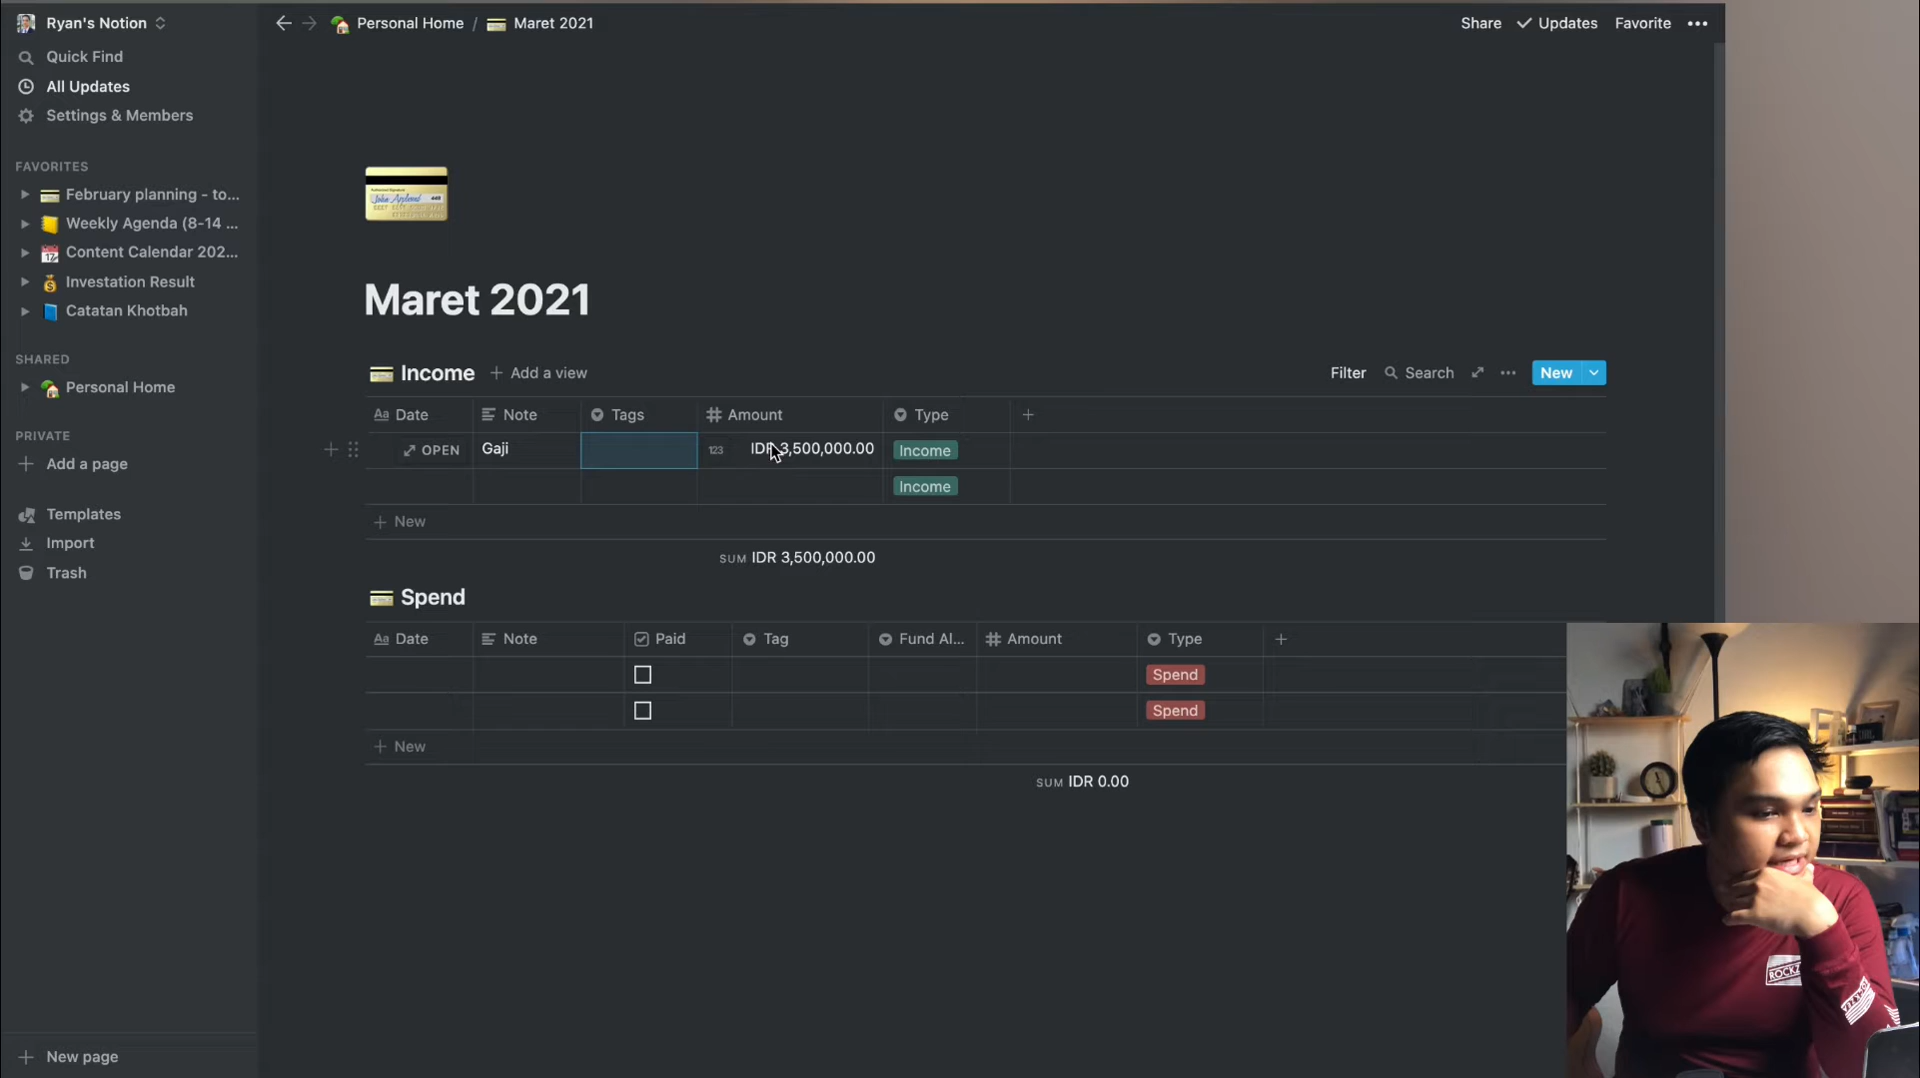 Ryan's Notion
Personal Home / Maret 2021
Share Updates Favorite
Quick Find
All Updates
Settings & Members
FAVORITES
February planning - to...
Weekly Agenda (8-14 ...
Content Calendar 202...
Investation Result
Catatan Khotbah
SHARED
Personal Home
PRIVATE
Add a page
Templates
Import
Trash
New page
Maret 2021
Income + Add a view
Filter Search New
Aa Date Note Tags Amount Type
OPEN Gaji 123 IDR 3,500,000.00 Income
Income
+ New
SUM IDR 3,500,000.00
Spend
Aa Date Note Paid Tag Fund Al... Amount Type
Spend
Spend
+ New
SUM IDR 0.00